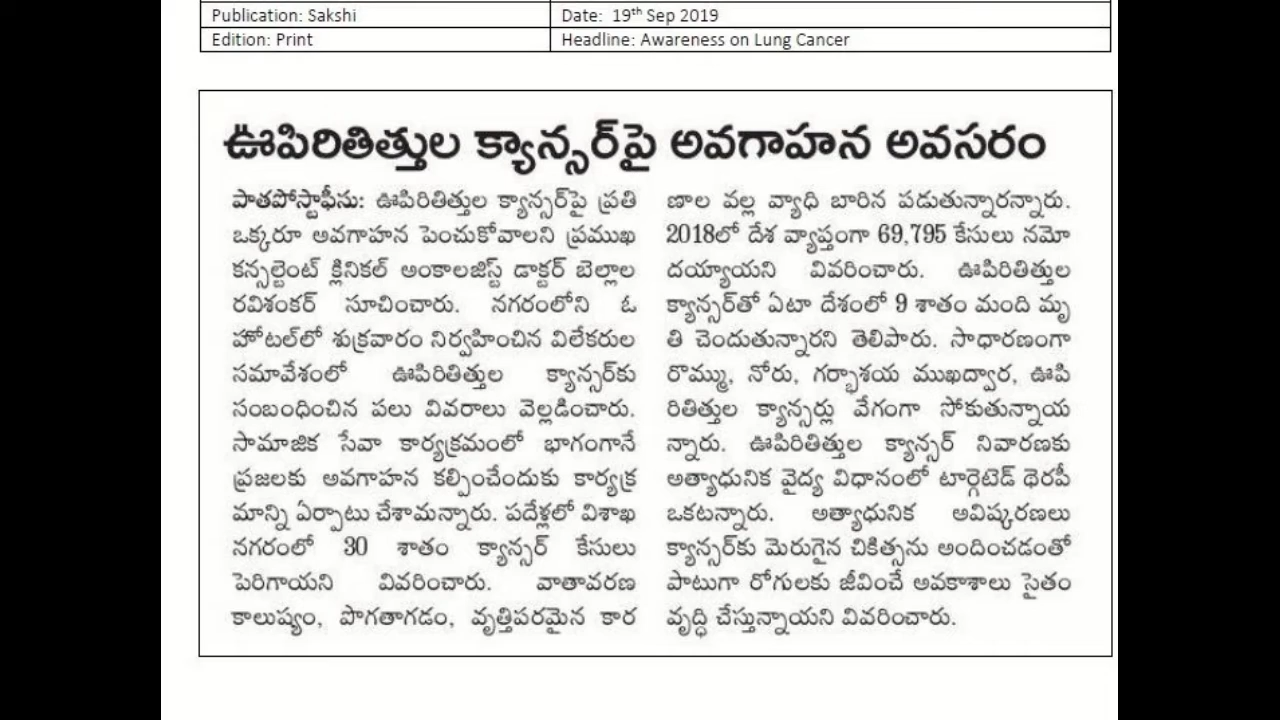 Publication: Sakshi
Date: 19th Sep 2019
Edition: Print
Headline: Awareness on Lung Cancer
ఊపిరితిత్తుల క్యాన్సర్‌పై అవగాహన అవసరం
పాతపోస్టాఫీసు: ఊపిరితిత్తుల క్యాన్సర్‌పై ప్రతి
ఒక్కరూ అవగాహన పెంచుకోవాలని ప్రముఖ
కన్సల్టెంట్ క్లినికల్ అంకాలజిస్ట్ డాక్టర్ బెల్లాల
రవిశంకర్ సూచించారు. నగరంలోని ఓ
హోటల్‌లో శుక్రవారం నిర్వహించిన విలేకరుల
సమావేశంలో ఊపిరితిత్తుల క్యాన్సర్‌కు
సంబంధించిన పలు వివరాలు వెల్లడించారు.
సామాజిక సేవా కార్యక్రమంలో భాగంగానే
ప్రజలకు అవగాహన కల్పించేందుకు కార్యక్ర
మాన్ని ఏర్పాటు చేశామన్నారు. పదేళ్లలో విశాఖ
నగరంలో 30 శాతం క్యాన్సర్ కేసులు
పెరిగాయని వివరించారు. వాతావరణ
కాలుష్యం, పొగతాగడం, వృత్తిపరమైన కార
ణాల వల్ల వ్యాధి బారిన పడుతున్నారన్నారు.
2018లో దేశ వ్యాప్తంగా 69,795 కేసులు నమో
దయ్యాయని వివరించారు. ఊపిరితిత్తుల
క్యాన్సర్‌తో ఏటా దేశంలో 9 శాతం మంది మృ
తి చెందుతున్నారని తెలిపారు. సాధారణంగా
రొమ్ము, నోరు, గర్భాశయ ముఖద్వార, ఊపి
రితిత్తుల క్యాన్సర్లు వేగంగా సోకుతున్నాయ
న్నారు. ఊపిరితిత్తుల క్యాన్సర్ నివారణకు
అత్యాధునిక వైద్య విధానంలో టార్గెటెడ్ థెరపీ
ఒకటన్నారు. అత్యాధునిక ఆవిష్కరణలు
క్యాన్సర్‌కు మెరుగైన చికిత్సను అందించడంతో
పాటుగా రోగులకు జీవించే అవకాశాలు సైతం
వృద్ధి చేస్తున్నాయని వివరించారు.